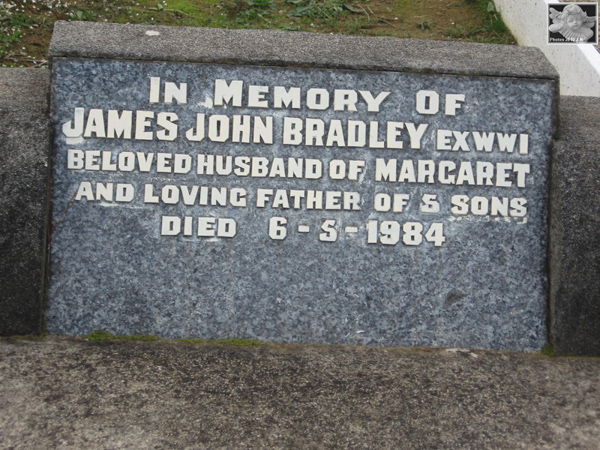 IN MEMORY OF
JAMES JOHN BRADLEY EXWWI
BELOVED HUSBAND OF MARGARET
AND LOVING FATHER OF 5 SONS
DIED 6-5-1984